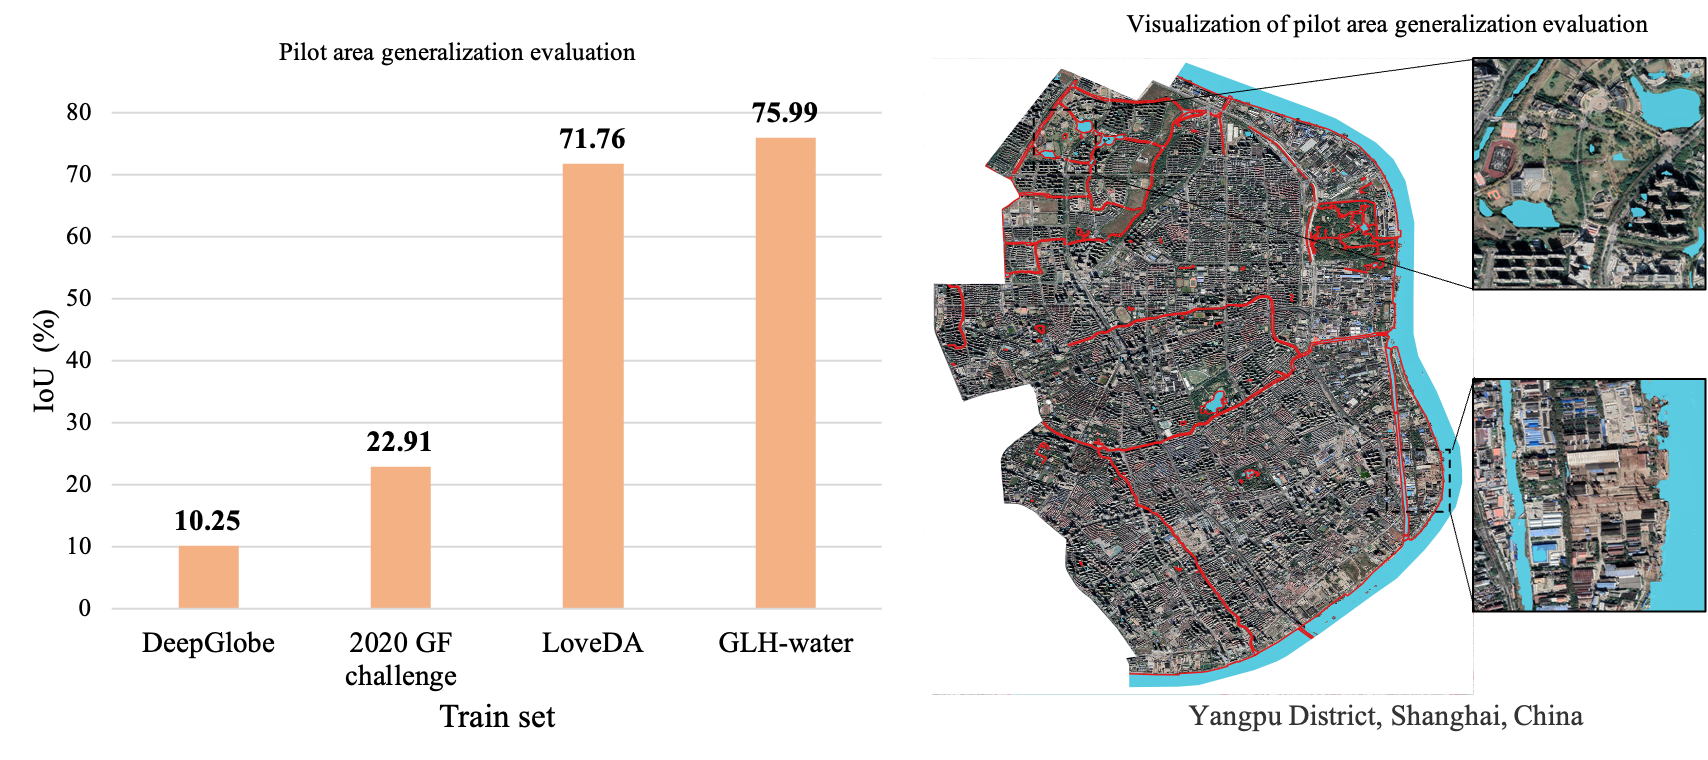 Pilot area generalization evaluation
IoU (%)
80
70
60
50
40
30
20
10
0
10.25
22.91
71.76
75.99
DeepGlobe
2020 GF
challenge
LoveDA
GLH-water
Train set
Visualization of pilot area generalization evaluation
Yangpu District, Shanghai, China